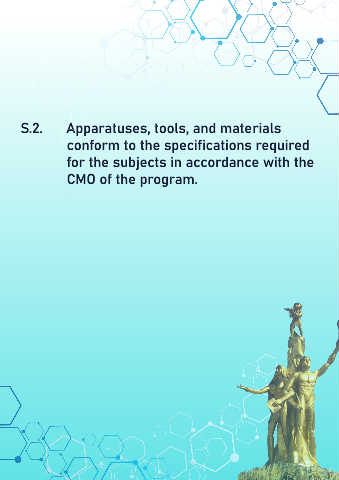 S.2. Apparatuses, tools, and materials
conform to the specifications required
for the subjects in accordance with the
CMO of the program.